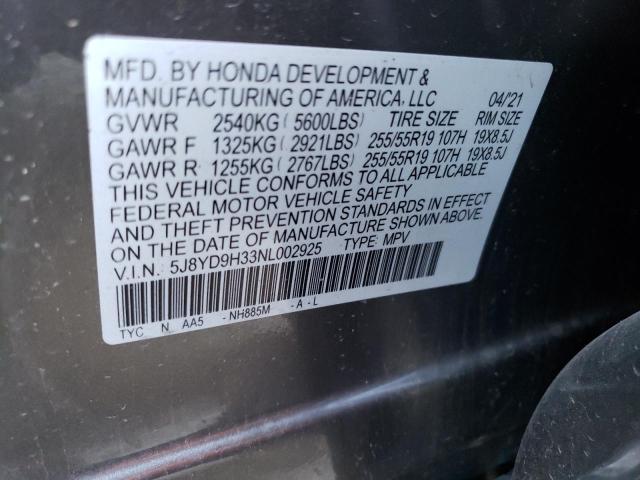 MFD. BY HONDA DEVELOPMENT &
MANUFACTURING OF AMERICA, LLC 04/21
GVWR 2540KG ( 5600LBS) TIRE SIZE RIM SIZE
GAWR F 1325KG ( 2921LBS) 255/55R19 107H 19X8.5J
GAWR R 1255KG ( 2767LBS) 255/55R19 107H 19X8.5J
THIS VEHICLE CONFORMS TO ALL APPLICABLE
FEDERAL MOTOR VEHICLE SAFETY
AND THEFT PREVENTION STANDARDS IN EFFECT
ON THE DATE OF MANUFACTURE SHOWN ABOVE.
V.I.N. 5J8YD9H33NL002925 TYPE: MPV
TYC N AA5 -NH885M -A-L